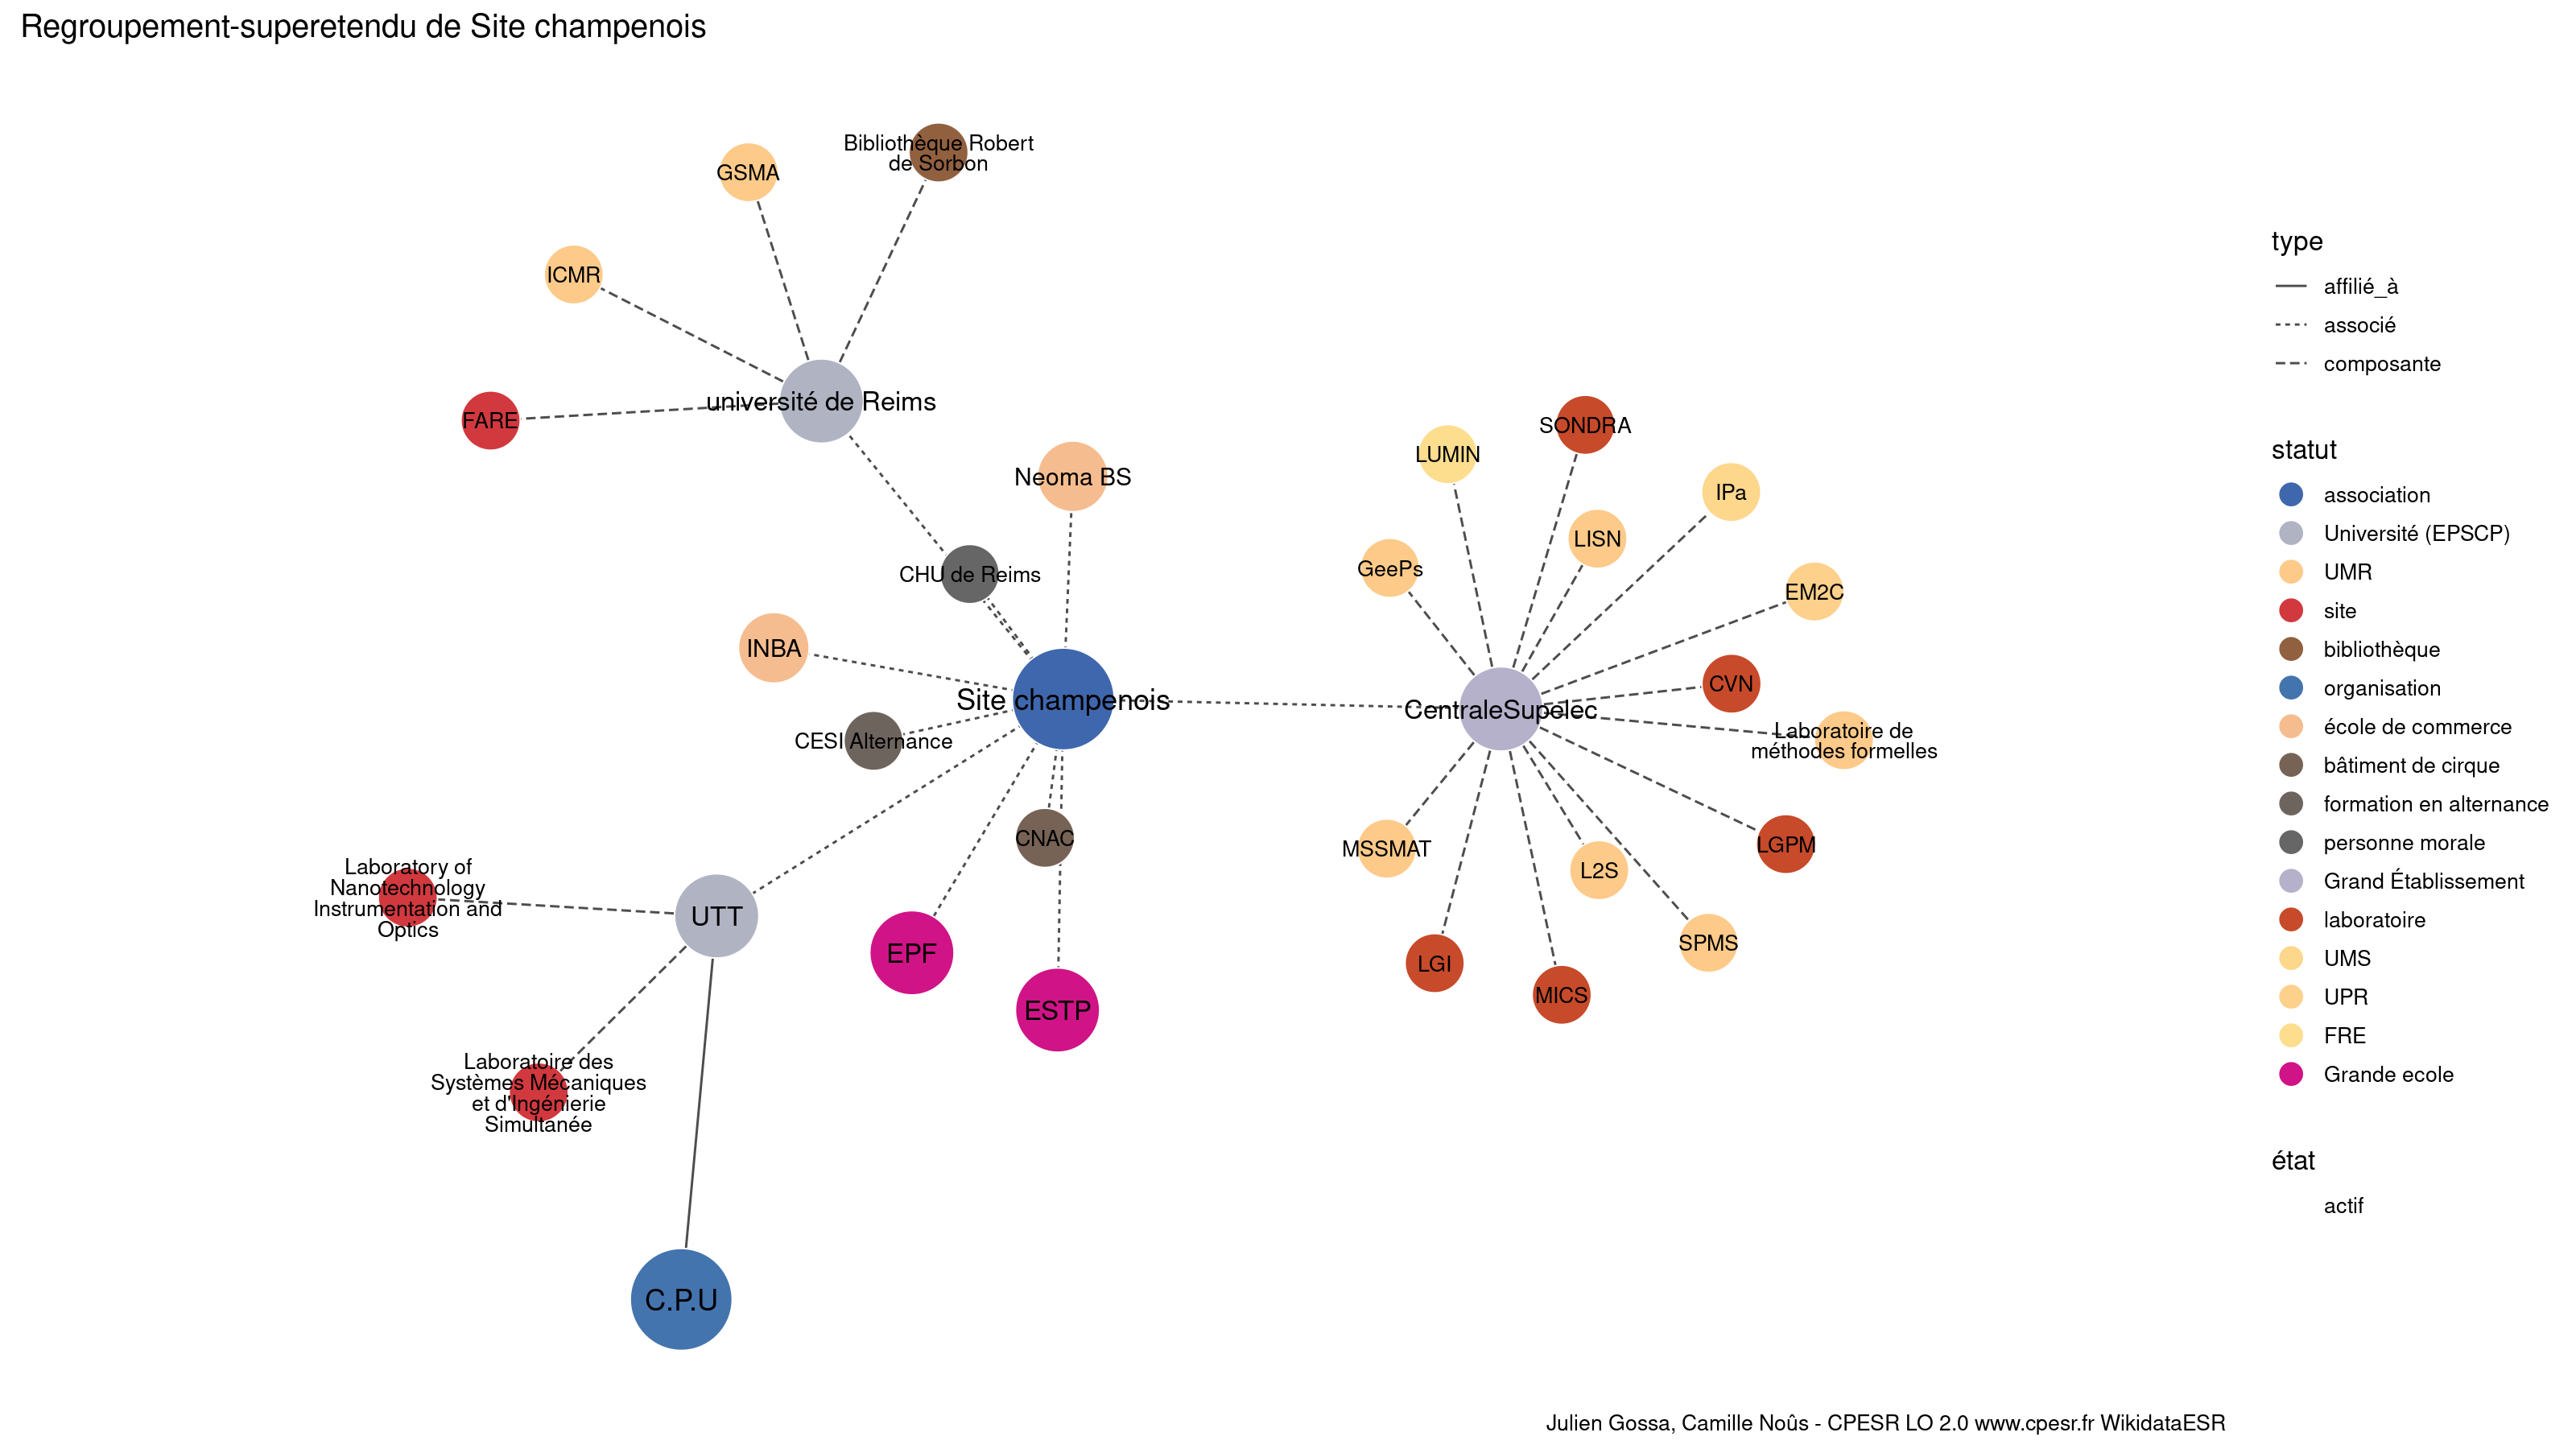 Regroupement-superetendu de Site champenois
Bibliothèque Robert
de Sorbon
GSMA
ICMR
université de Reims
FARE
Neoma BS
CHU de Reims
INBA
Site champenois
CESI Alternance
CNAC
UTT
EPF
ESTP
Laboratory of
Nanotechnology
Instrumentation and
Optics
Laboratoire des
Systèmes Mécaniques
et d'Ingénierie
Simultanée
C.P.U
SONDRA
LUMIN
IPa
LISN
GeePs
EM2C
CVN
CentraleSupelec
Laboratoire de
méthodes formelles
MSSMAT
L2S
LGPM
SPMS
LGI
MICS
type
affilié_à
associé
composante
statut
association
Université (EPSCP)
UMR
site
bibliothèque
organisation
école de commerce
bâtiment de cirque
formation en alternance
personne morale
Grand Établissement
laboratoire
UMS
UPR
FRE
Grande ecole
état
actif
Julien Gossa, Camille Noûs - CPESR LO 2.0 www.cpesr.fr WikidataESR